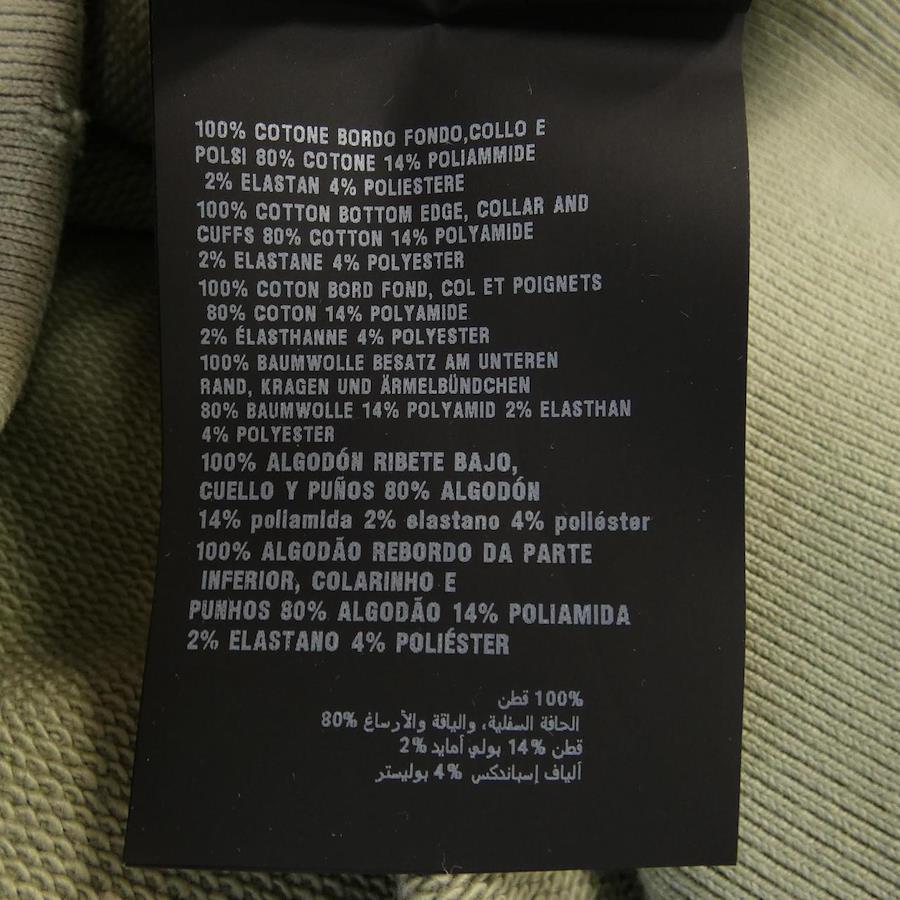 100% COTONE BORDO FONDO,COLLO E
POLSI 80% COTONE 14% POLIAMMIDE
2% ELASTAN 4% POLIESTERE
100% COTTON BOTTOM EDGE, COLLAR AND
CUFFS 80% COTTON 14% POLYAMIDE
2% ELASTANE 4% POLYESTER
100% COTON BORD FOND, COL ET POIGNETS
80% COTON 14% POLYAMIDE
2% ÉLASTHANNE 4% POLYESTER
100% BAUMWOLLE BESATZ AM UNTEREN
RAND, KRAGEN UND ÄRMELBÜNDCHEN
80% BAUMWOLLE 14% POLYAMID 2% ELASTHAN
4% POLYESTER
100% ALGODÓN RIBETE BAJO,
CUELLO Y PUÑOS 80% ALGODÓN
14% poliamida 2% elastano 4% poliéster
100% ALGODÃO REBORDO DA PARTE
INFERIOR, COLARINHO E
PUNHOS 80% ALGODÃO 14% POLIAMIDA
2% ELASTANO 4% POLIÉSTER
100% قطن
الحافة السفلية، والياقة والأرساغ 80%
قطن 14% بولي أمايد 2%
ألياف إسباندكس 4% بوليستر